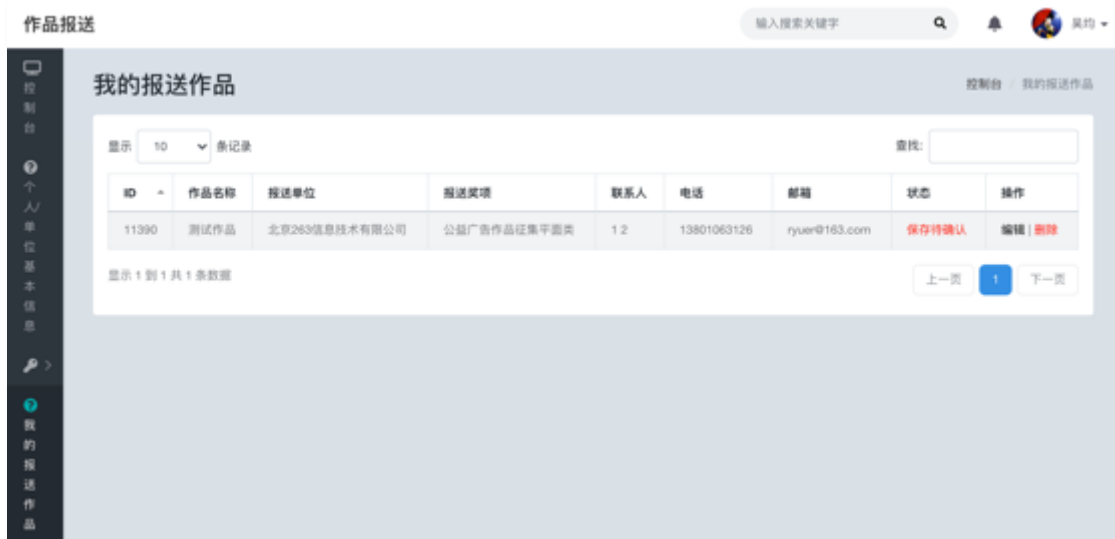 作品报送
输入搜索关键字
吴均
控制台
个人/单位基本信息
我的报送作品
我的报送作品
控制台 / 我的报送作品
显示 10 条记录
查找:
ID 作品名称 报送单位 报送奖项 联系人 电话 邮箱 状态 操作
11390 测试作品 北京263信息技术有限公司 公益广告作品征集平面类 1 2 13801063126 ryuer@163.com 保存待确认 编辑 | 删除
显示 1 到 1 共 1 条数据
上一页 1 下一页